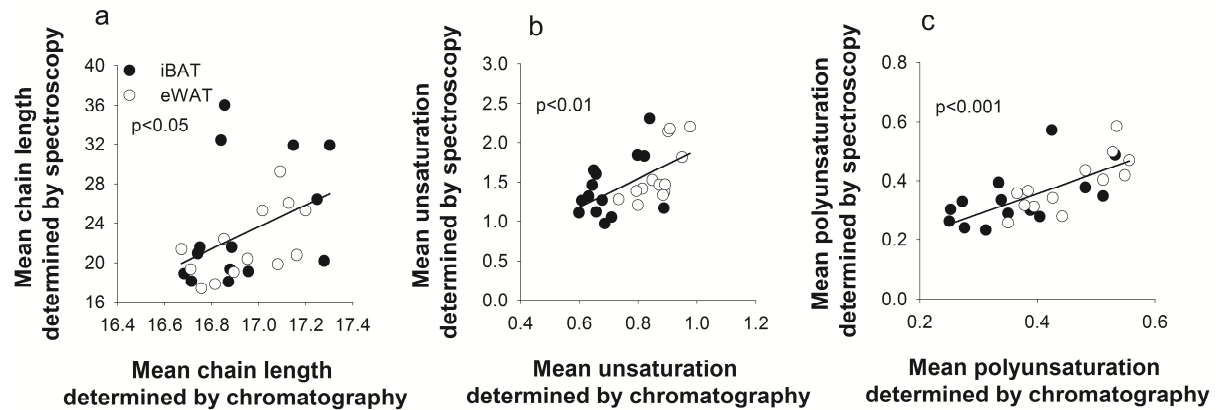 a
Mean chain length
determined by spectroscopy
40
36
32
28
24
20
16
iBAT
eWAT
p<0.05
16.4 16.6 16.8 17.0 17.2 17.4
Mean chain length
determined by chromatography
b
Mean unsaturation
determined by spectroscopy
3.0
2.5
2.0
1.5
1.0
0.5
0.0
p<0.01
0.4 0.6 0.8 1.0 1.2
Mean unsaturation
determined by chromatography
c
Mean polyunsaturation
determined by spectroscopy
0.8
0.6
0.4
0.2
0.0
p<0.001
0.2 0.4 0.6
Mean polyunsaturation
determined by chromatography